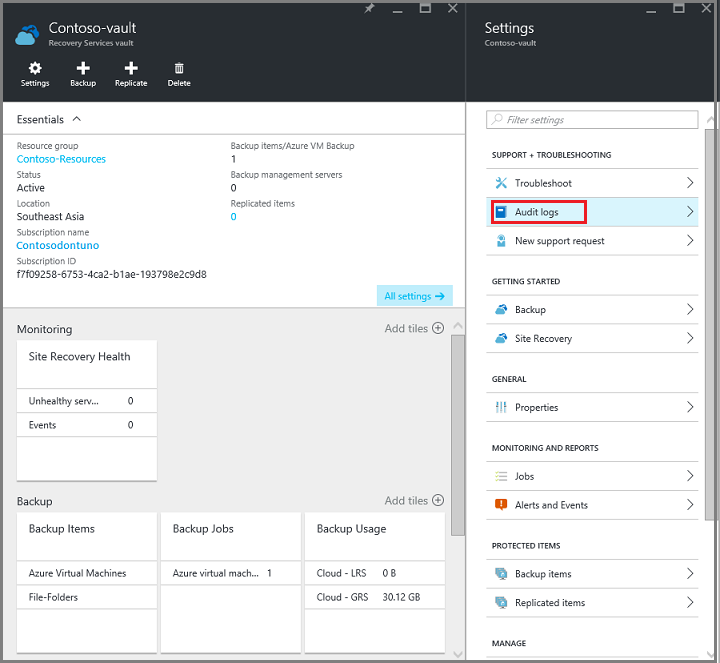 Contoso-vault
Recovery Services vault
Settings
Backup
Replicate
Delete
Essentials
Resource group
Contoso-Resources
Status
Active
Location
Southeast Asia
Subscription name
Contosodontuno
Subscription ID
f7f09258-6753-4ca2-b1ae-193798e2c9d8
Backup items/Azure VM Backup
1
Backup management servers
0
Replicated items
0
All settings →
Monitoring
Add tiles
Site Recovery Health
Unhealthy serv... 0
Events 0
Backup
Add tiles
Backup Items
Azure Virtual Machines
File-Folders
Backup Jobs
Azure virtual mach... 1
Backup Usage
Cloud - LRS 0 B
Cloud - GRS 30.12 GB
Settings
Contoso-vault
Filter settings
SUPPORT + TROUBLESHOOTING
Troubleshoot
Audit logs
New support request
GETTING STARTED
Backup
Site Recovery
GENERAL
Properties
MONITORING AND REPORTS
Jobs
Alerts and Events
PROTECTED ITEMS
Backup items
Replicated items
MANAGE